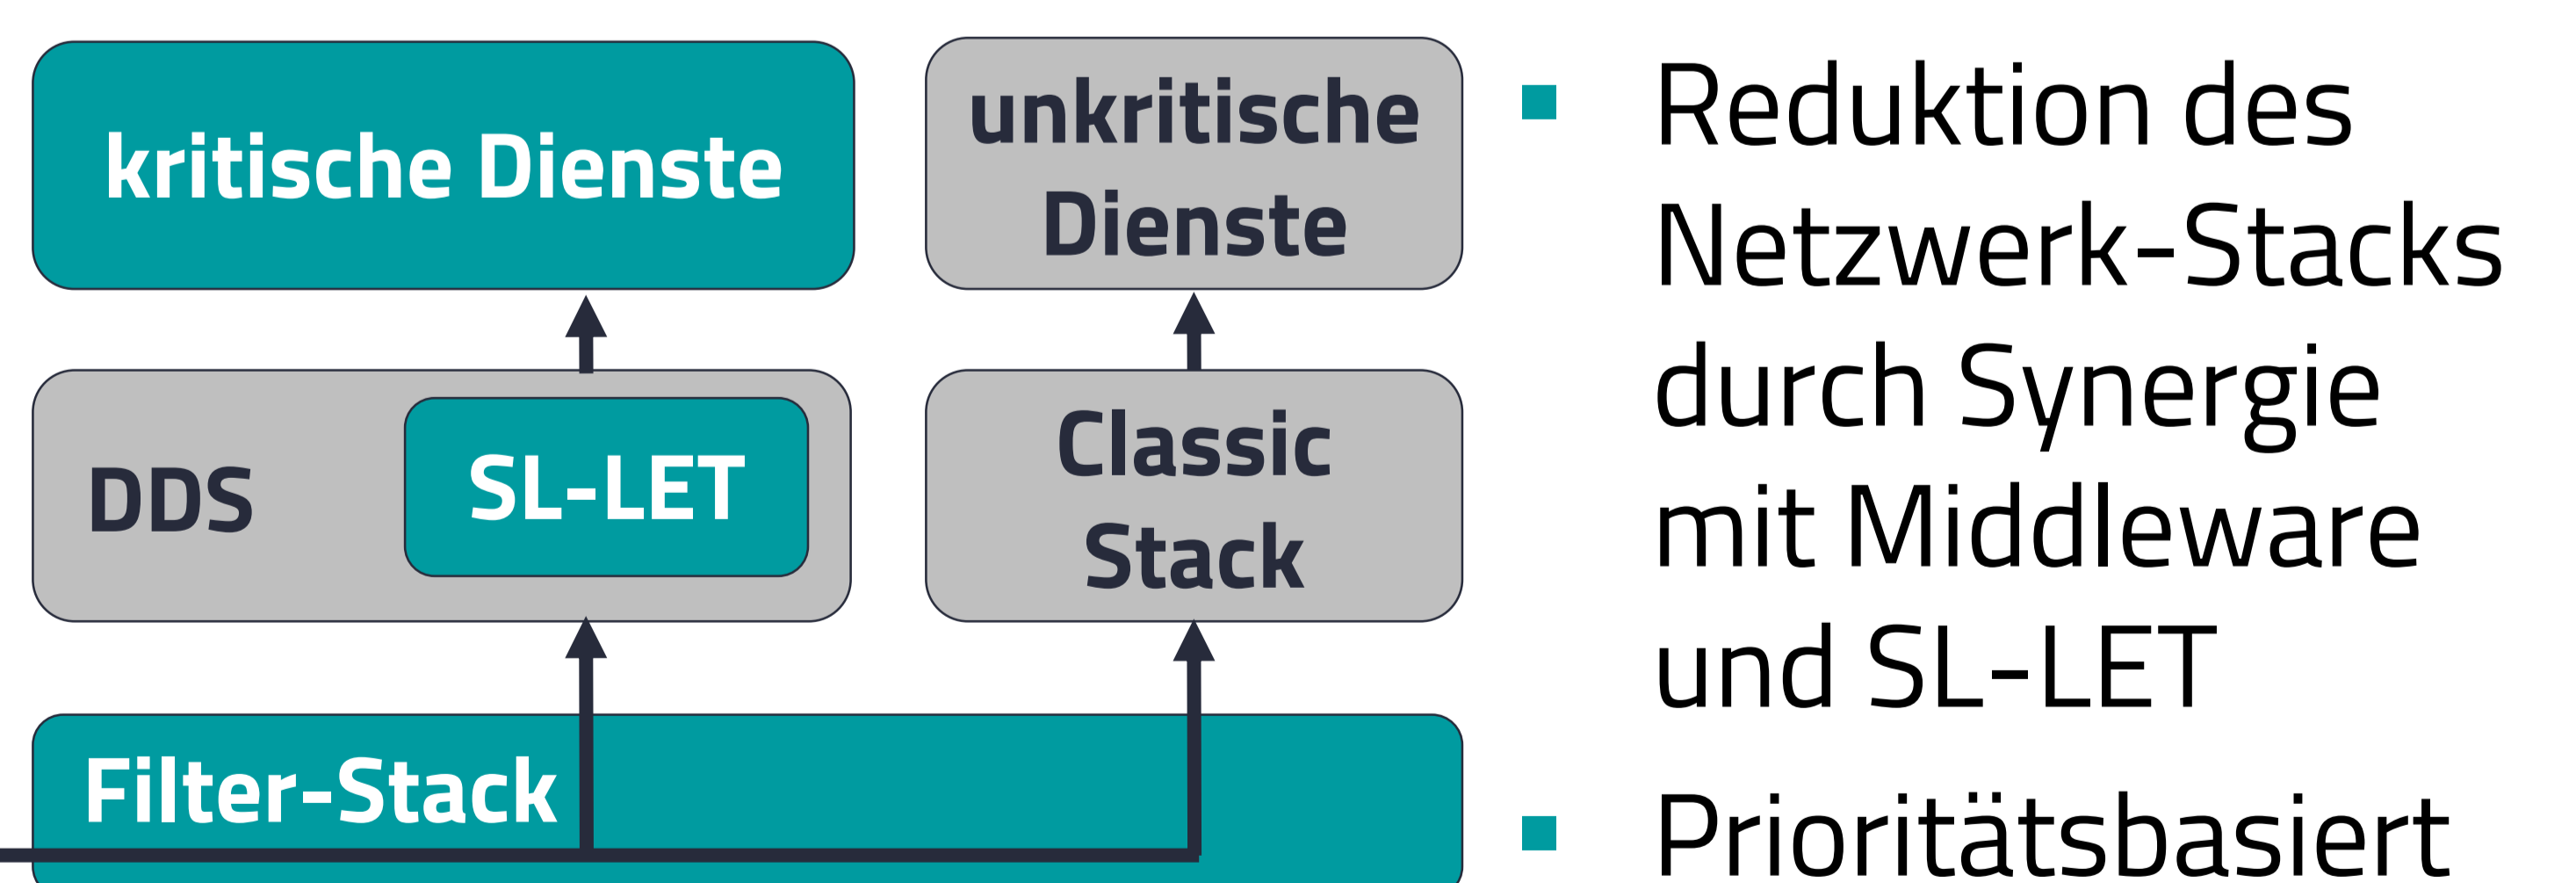 kritische Dienste
unkritische
Dienste
DDS
SL-LET
Classic
Stack
Filter-Stack
Reduktion des
Netzwerk-Stacks
durch Synergie
mit Middleware
und SL-LET
Prioritätsbasiert